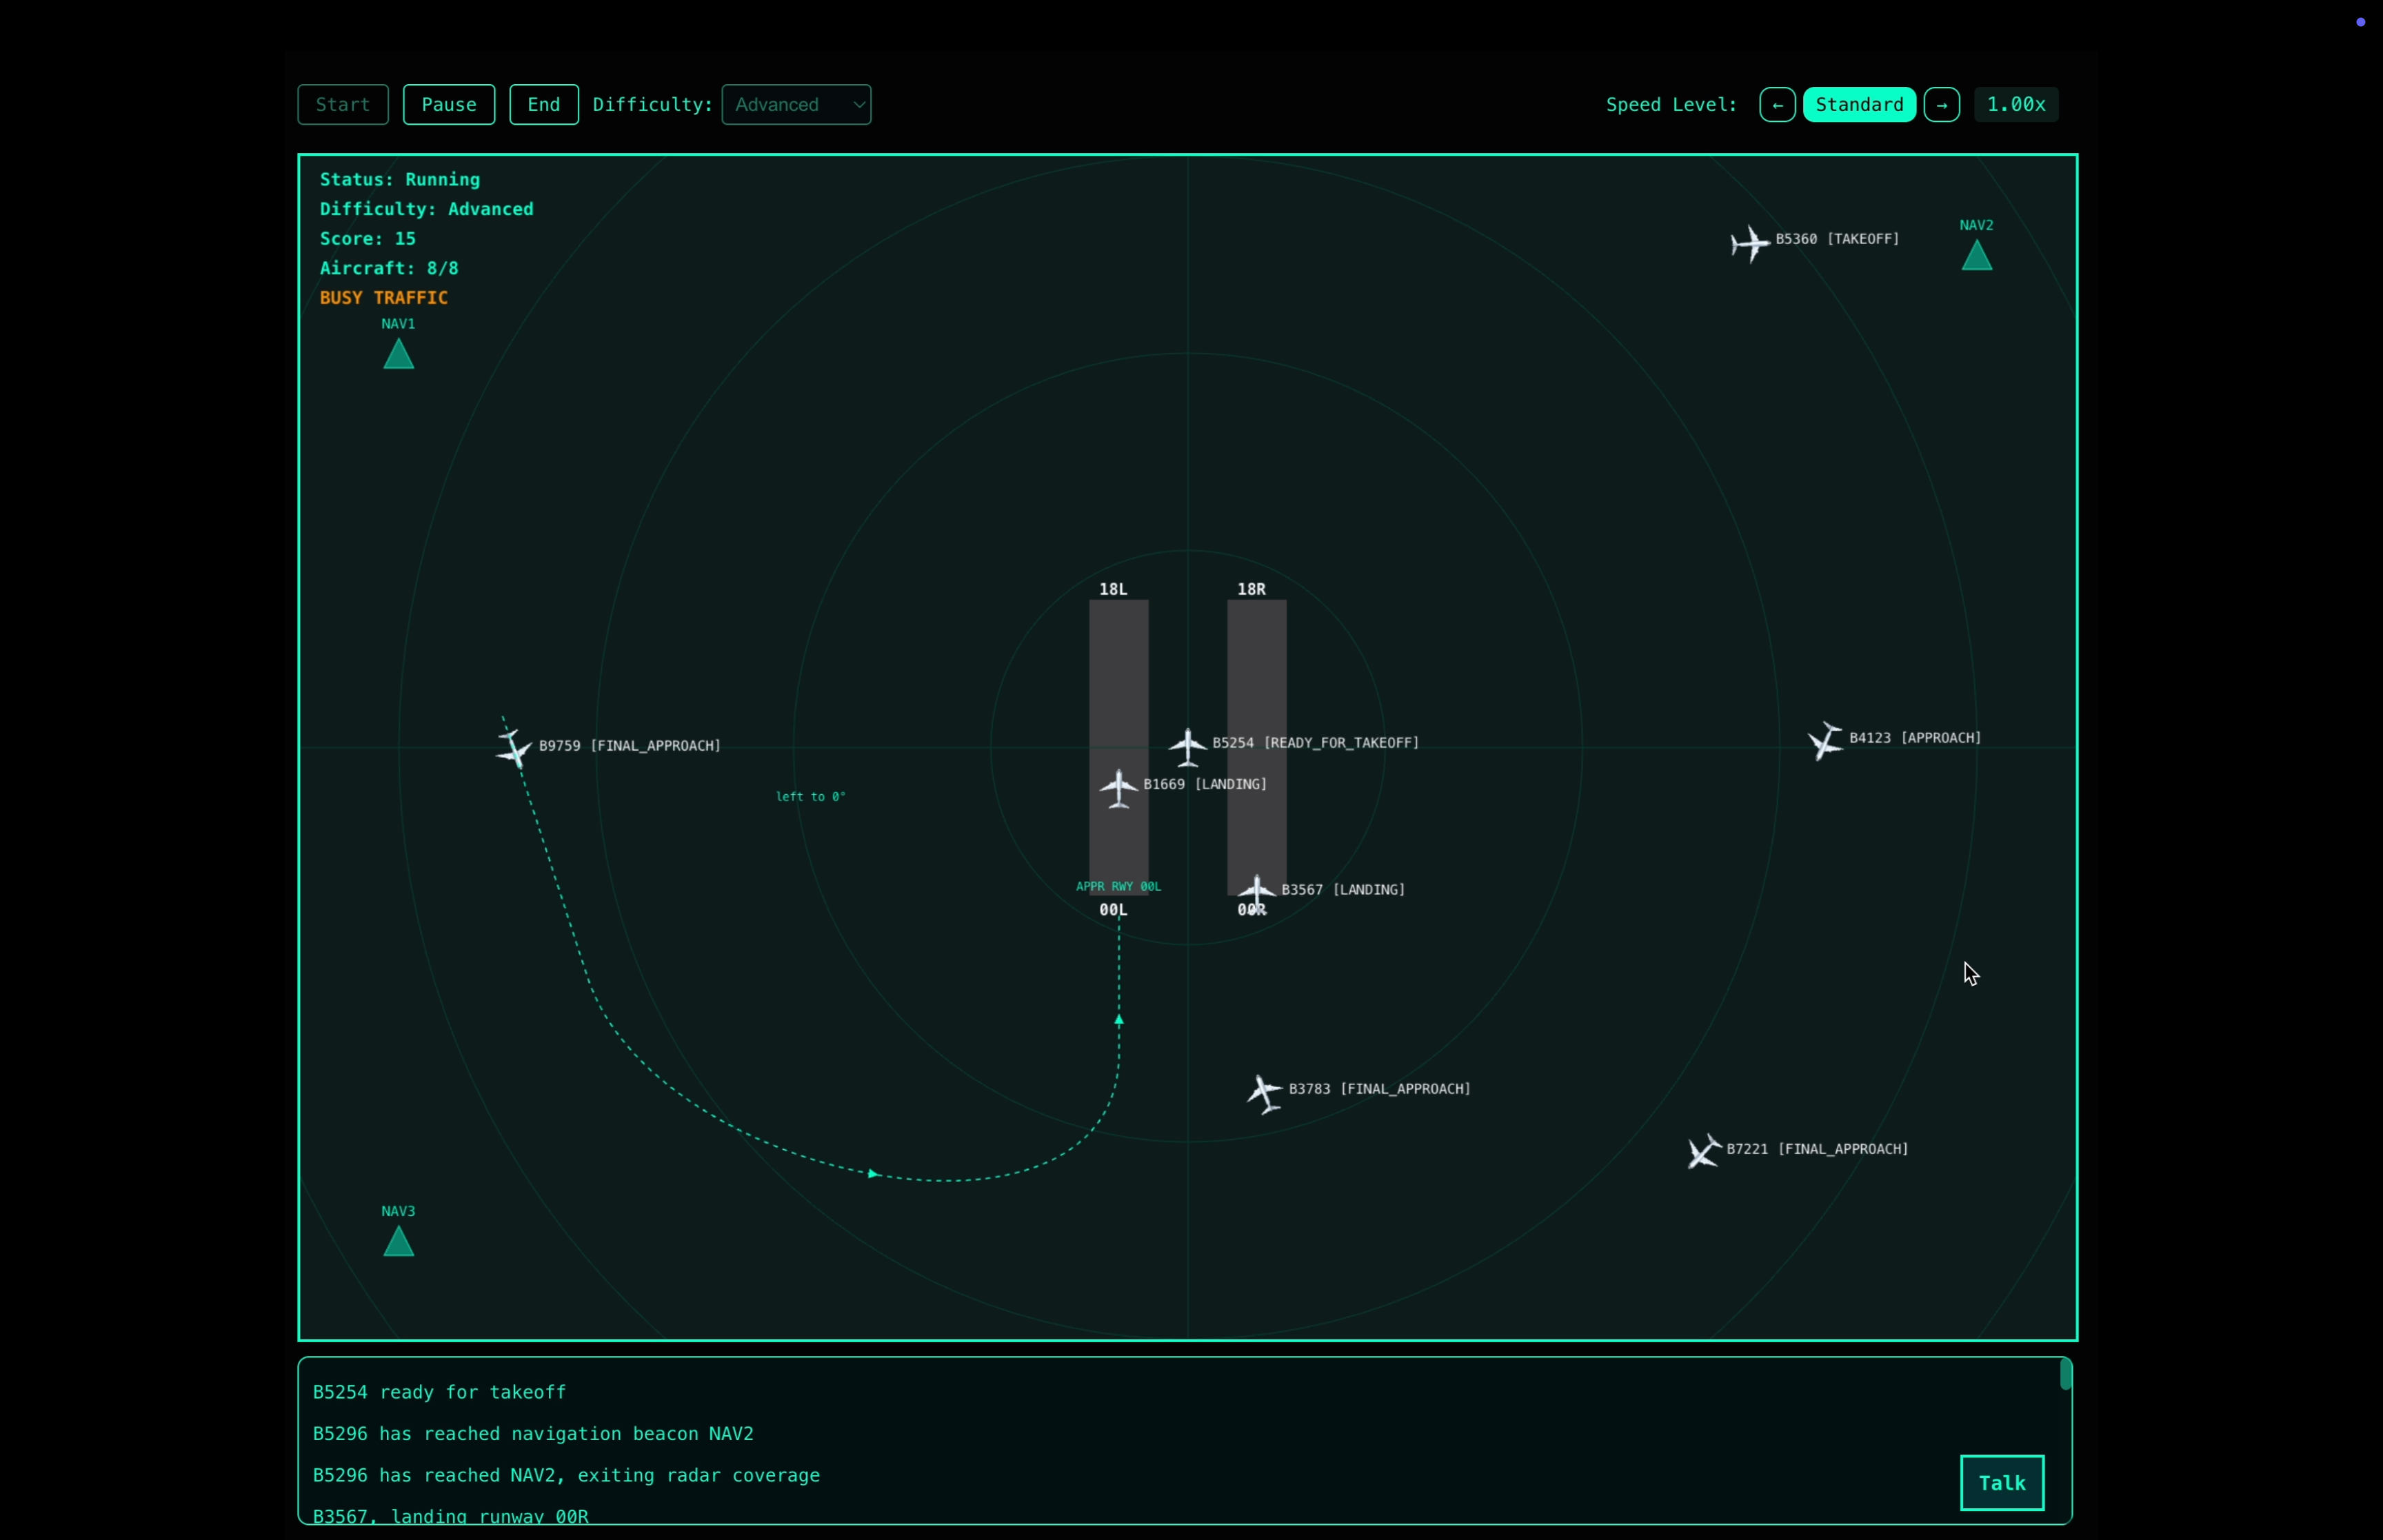 Start Pause End Difficulty: Advanced Speed Level: ← Standard → 1.00x
Status: Running
Difficulty: Advanced
Score: 15
Aircraft: 8/8
BUSY TRAFFIC
NAV1
B5360 [TAKEOFF]
NAV2
18L 18R
B9759 [FINAL_APPROACH]
B5254 [READY_FOR_TAKEOFF]
B4123 [APPROACH]
B1669 [LANDING]
left to 0°
APPR RWY 00L
B3567 [LANDING]
00L 00R
B3783 [FINAL_APPROACH]
B7221 [FINAL_APPROACH]
NAV3
B5254 ready for takeoff
B5296 has reached navigation beacon NAV2
B5296 has reached NAV2, exiting radar coverage
B3567, landing runway 00R
Talk